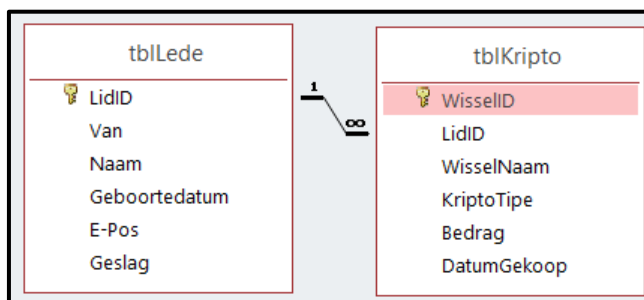 tblLede
LidID
Van
Naam
Geboortedatum
E-Pos
Geslag
1
∞
tblKripto
WisselID
LidID
WisselNaam
KriptoTipe
Bedrag
DatumGekoop